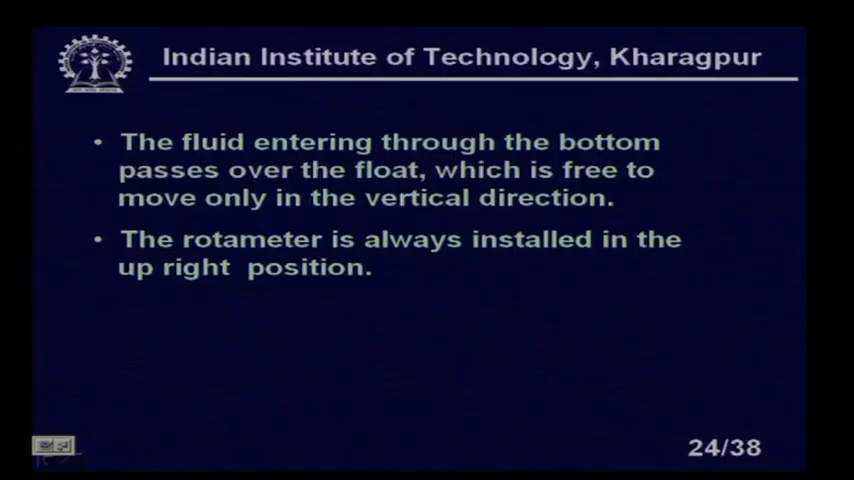 Indian Institute of Technology, Kharagpur
• The fluid entering through the bottom
passes over the float, which is free to
move only in the vertical direction.
• The rotameter is always installed in the
up right position.
24/38